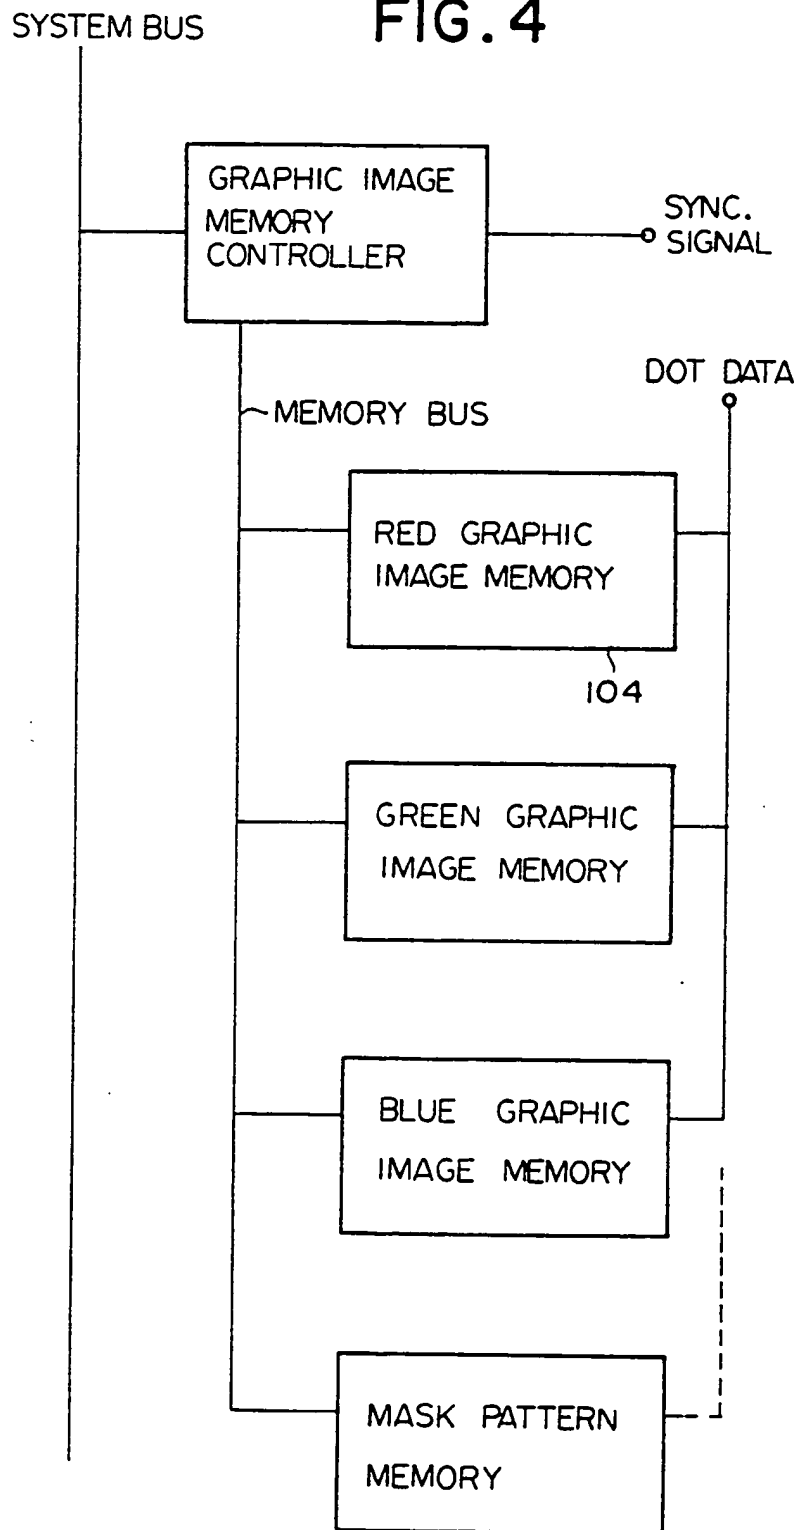 SYSTEM BUS
FIG. 4
GRAPHIC IMAGE
MEMORY
CONTROLLER
SYNC.
SIGNAL
DOT DATA
MEMORY BUS
RED GRAPHIC
IMAGE MEMORY
104
GREEN GRAPHIC
IMAGE MEMORY
BLUE GRAPHIC
IMAGE MEMORY
MASK PATTERN
MEMORY